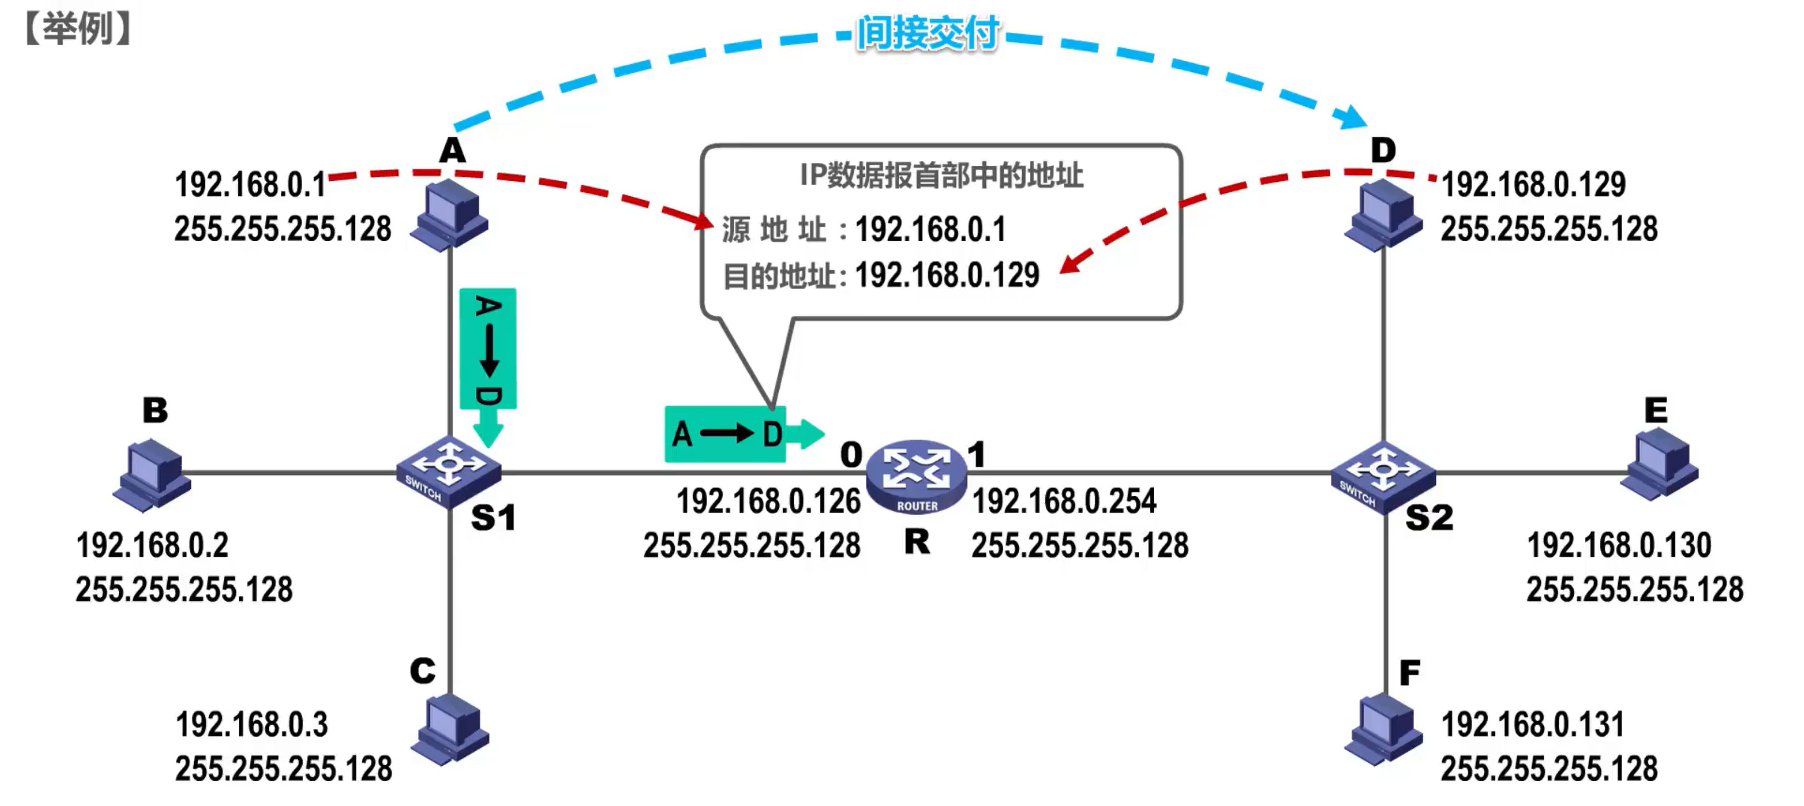 【举例】
间接交付
A
192.168.0.1
255.255.255.128
D
192.168.0.129
255.255.255.128
IP数据报首部中的地址
源 地 址 : 192.168.0.1
目的地址: 192.168.0.129
A → D
A → D
B
192.168.0.2
255.255.255.128
SWITCH
S1
0
192.168.0.126
255.255.255.128
ROUTER
R
1
192.168.0.254
255.255.255.128
SWITCH
S2
E
192.168.0.130
255.255.255.128
C
192.168.0.3
255.255.255.128
F
192.168.0.131
255.255.255.128